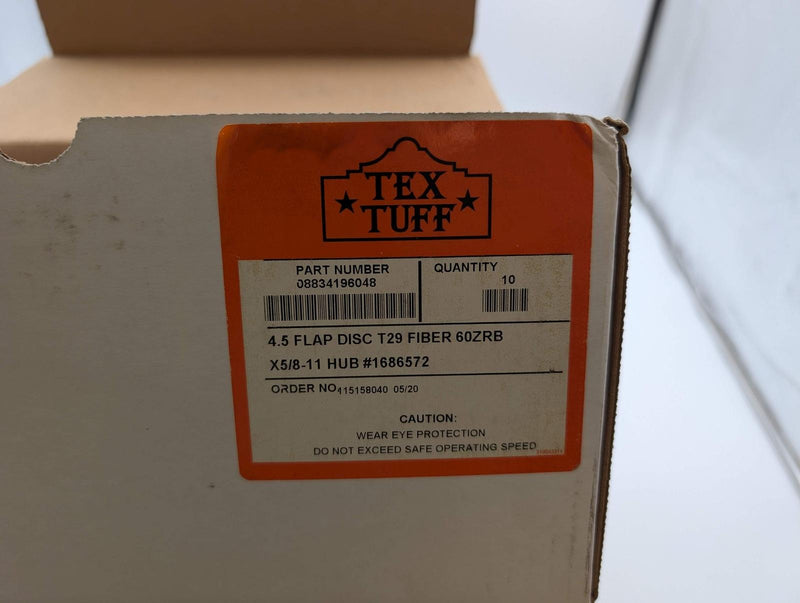 TEX
TUFF
PART NUMBER
08834196048
QUANTITY
10
4.5 FLAP DISC T29 FIBER 60ZRB
X5/8-11 HUB #1686572
ORDER NO 415158040 05/20
CAUTION:
WEAR EYE PROTECTION
DO NOT EXCEED SAFE OPERATING SPEED